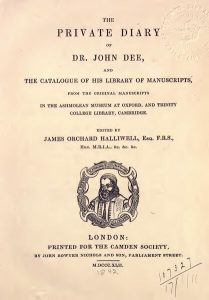 THE
PRIVATE DIARY
OF
DR. JOHN DEE,
AND
THE CATALOGUE OF HIS LIBRARY OF MANUSCRIPTS,
FROM THE ORIGINAL MANUSCRIPTS
IN THE ASHMOLEAN MUSEUM AT OXFORD, AND TRINITY
COLLEGE LIBRARY, CAMBRIDGE.
EDITED BY
JAMES ORCHARD HALLIWELL, ESQ. F.R.S.,
HON. M.R.I.A., &c. &c. &c.
LONDON:
PRINTED FOR THE CAMDEN SOCIETY,
BY JOHN BOWYER NICHOLS AND SON, PARLIAMENT STREET.
M.DCCC.XLII.
1842